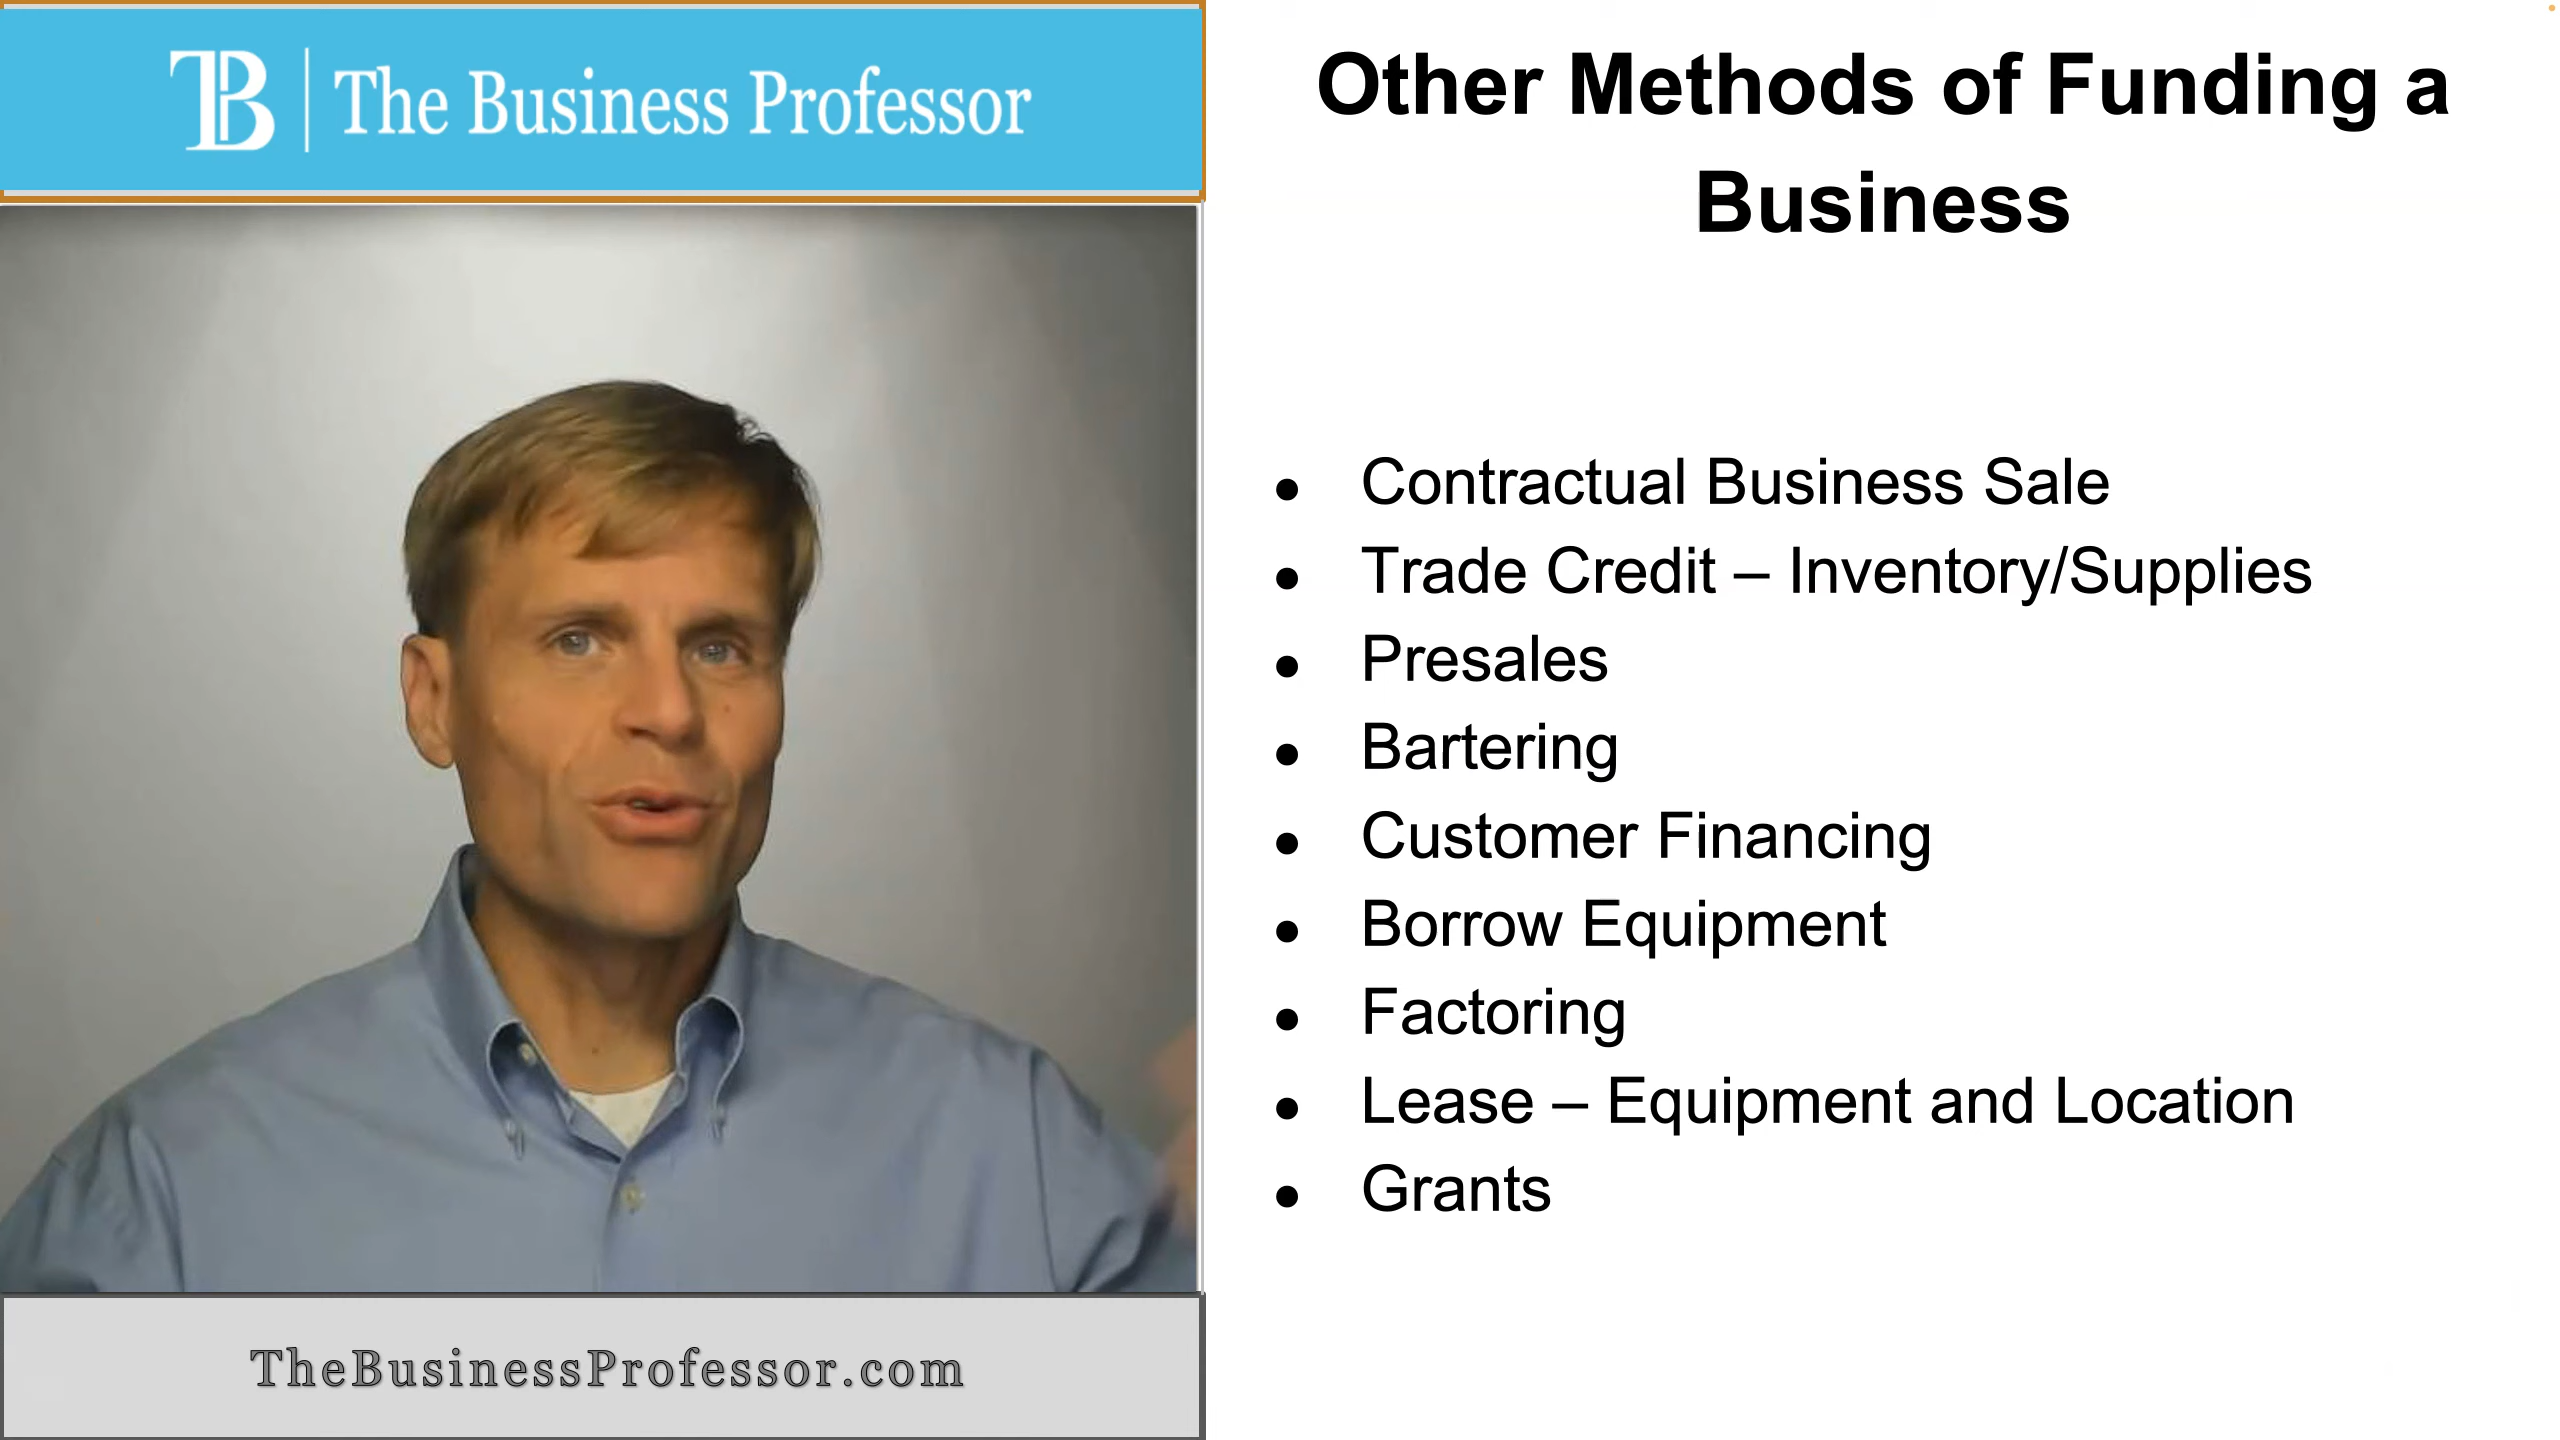 TB
The Business Professor
Other Methods of Funding a
Business
● Contractual Business Sale
● Trade Credit – Inventory/Supplies
● Presales
● Bartering
● Customer Financing
● Borrow Equipment
● Factoring
● Lease – Equipment and Location
● Grants
TheBusinessProfessor.com